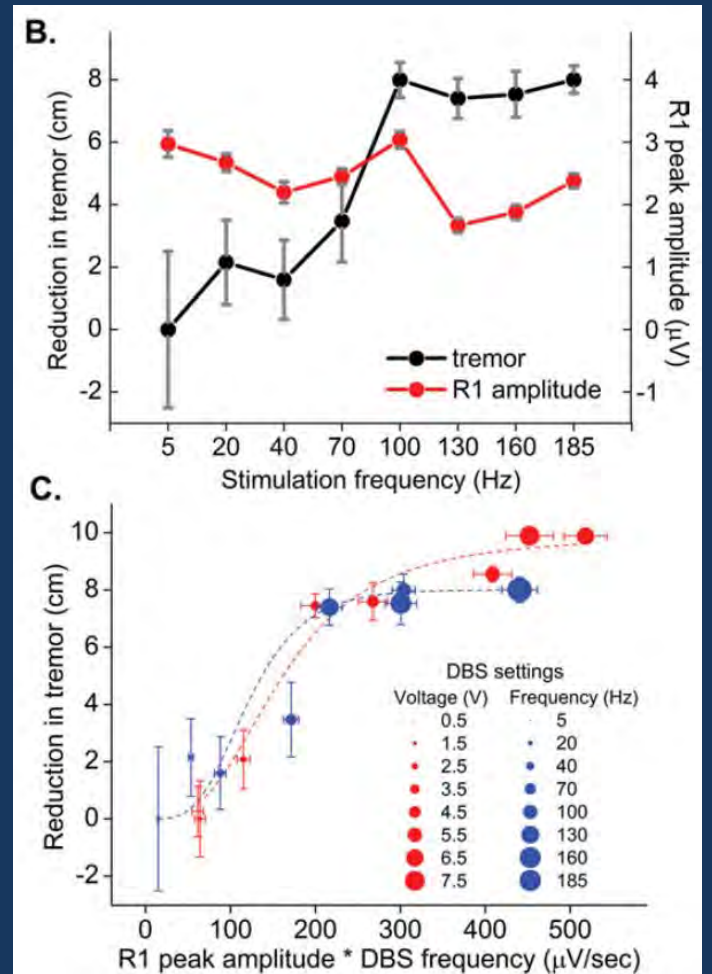 B.
8
6
4
2
0
-2
Reduction in tremor (cm)
4
3
2
1
0
-1
R1 peak amplitude (μV)
tremor
R1 amplitude
5 20 40 70 100 130 160 185
Stimulation frequency (Hz)
C.
10
8
6
4
2
0
-2
Reduction in tremor (cm)
DBS settings
Voltage (V) Frequency (Hz)
0.5 5
1.5 20
2.5 40
3.5 70
4.5 100
5.5 130
6.5 160
7.5 185
0 100 200 300 400 500
R1 peak amplitude * DBS frequency (μV/sec)